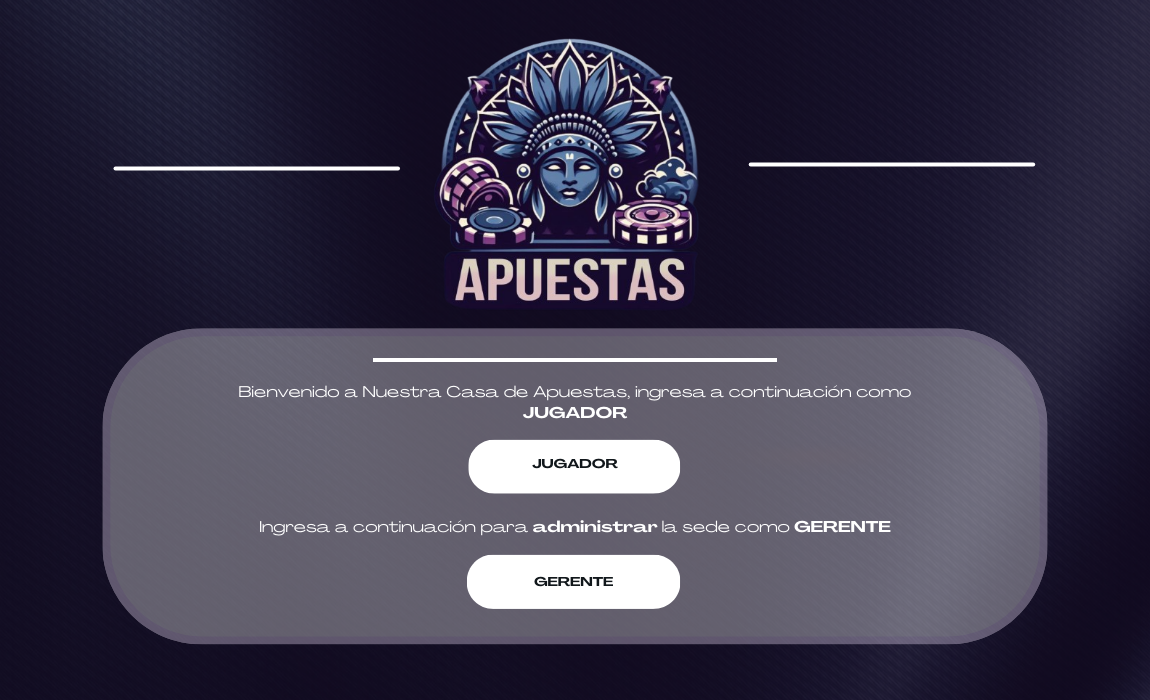 APUESTAS
Bienvenido a Nuestra Casa de Apuestas, ingresa a continuación como
JUGADOR
JUGADOR
Ingresa a continuación para administrar la sede como GERENTE
GERENTE